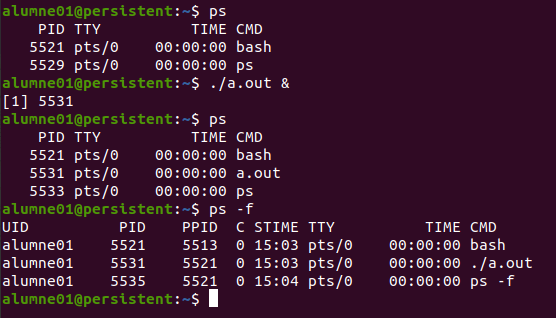 alumne01@persistent:~$ ps
    PID TTY          TIME CMD
   5521 pts/0    00:00:00 bash
   5529 pts/0    00:00:00 ps
alumne01@persistent:~$ ./a.out &
[1] 5531
alumne01@persistent:~$ ps
    PID TTY          TIME CMD
   5521 pts/0    00:00:00 bash
   5531 pts/0    00:00:00 a.out
   5533 pts/0    00:00:00 ps
alumne01@persistent:~$ ps -f
UID          PID    PPID  C STIME TTY          TIME CMD
alumne01    5521    5513  0 15:03 pts/0    00:00:00 bash
alumne01    5531    5521  0 15:03 pts/0    00:00:00 ./a.out
alumne01    5535    5521  0 15:04 pts/0    00:00:00 ps -f
alumne01@persistent:~$